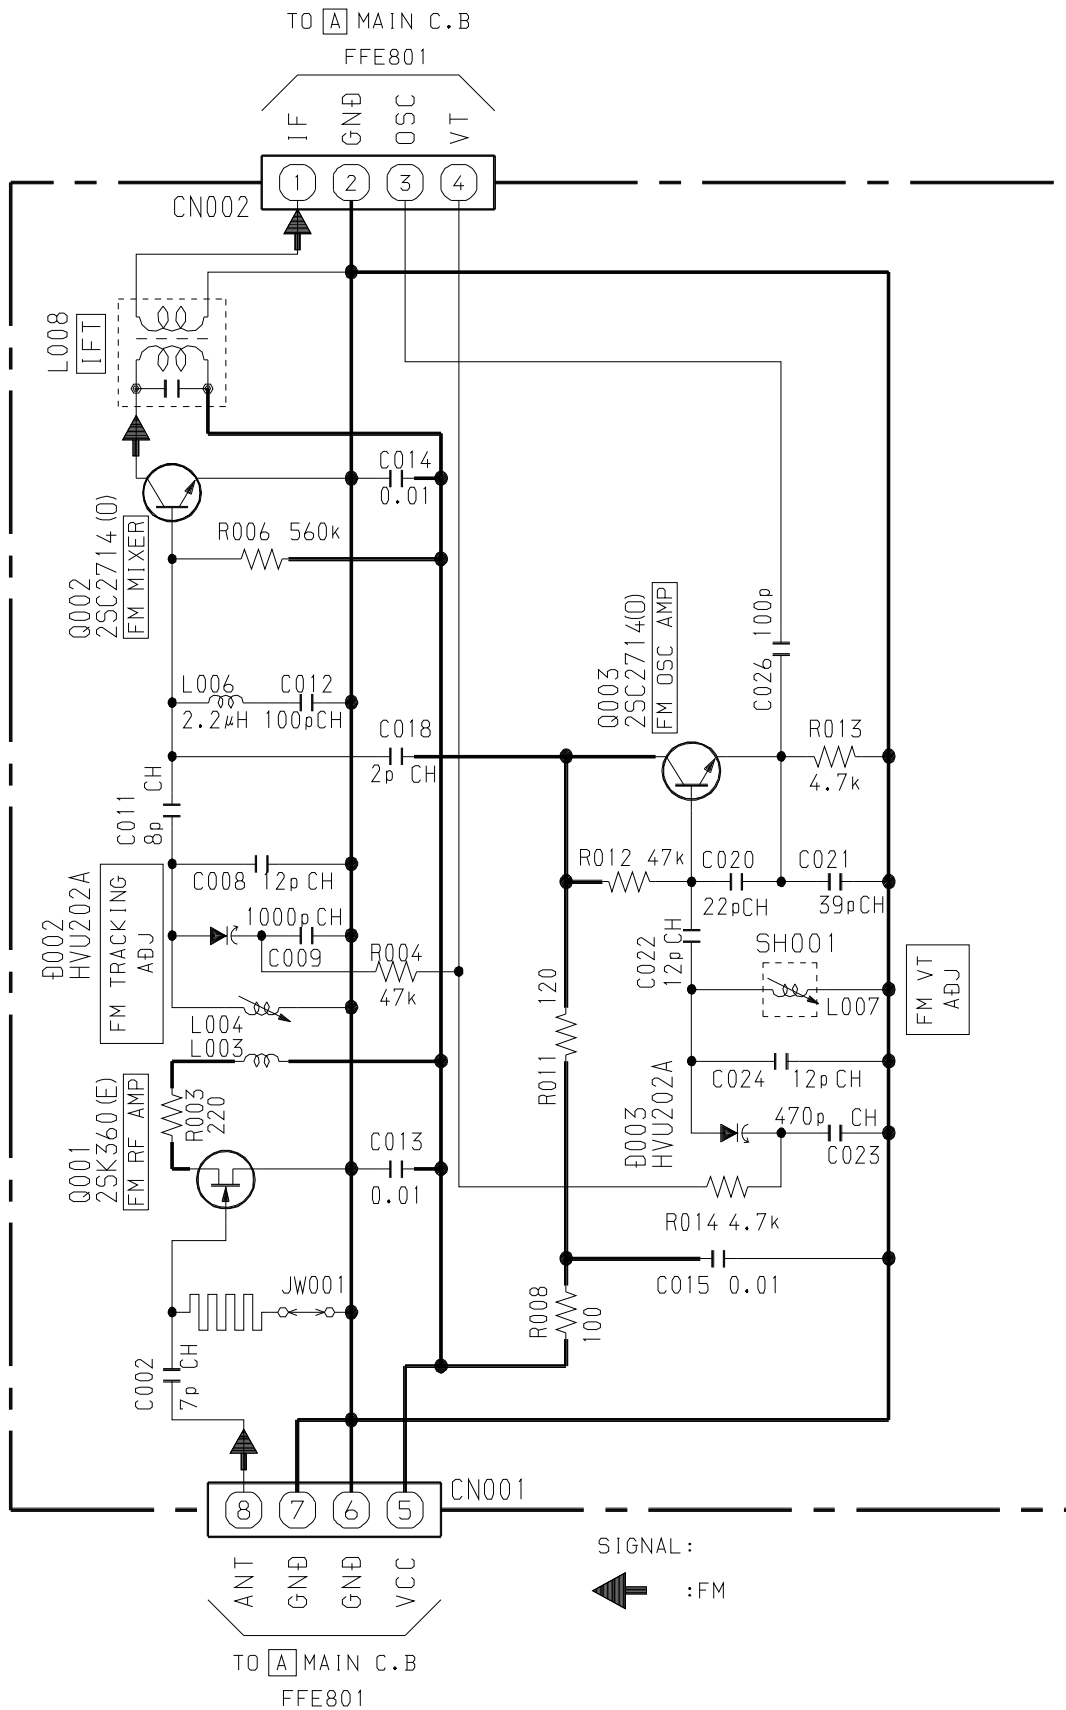 TO A MAIN C.B
FFE801
IF
GND
OSC
VT
1
2
3
4
CN002
L008
IFT
C014
0.01
Q002
2SC2714(O)
FM MIXER
R006 560k
L006
2.2μH
C012
100pCH
C018
2p CH
Q003
2SC2714(O)
FM OSC AMP
C026 100p
R013
4.7k
C011
8p CH
C008 12p CH
R012 47k
C020
22pCH
C021
39pCH
D002
HVU202A
FM TRACKING
ADJ
1000p CH
C009
R004
47k
C022
12p CH
SH001
L007
FM VT
ADJ
L004
L003
R011 120
Q001
2SK360(E)
FM RF AMP
R003
220
C013
0.01
D003
HVU202A
C024 12p CH
470p CH
C023
R014 4.7k
C015 0.01
JW001
R008
100
C002
7p CH
CN001
8
7
6
5
ANT
GND
GND
VCC
SIGNAL:
:FM
TO A MAIN C.B
FFE801